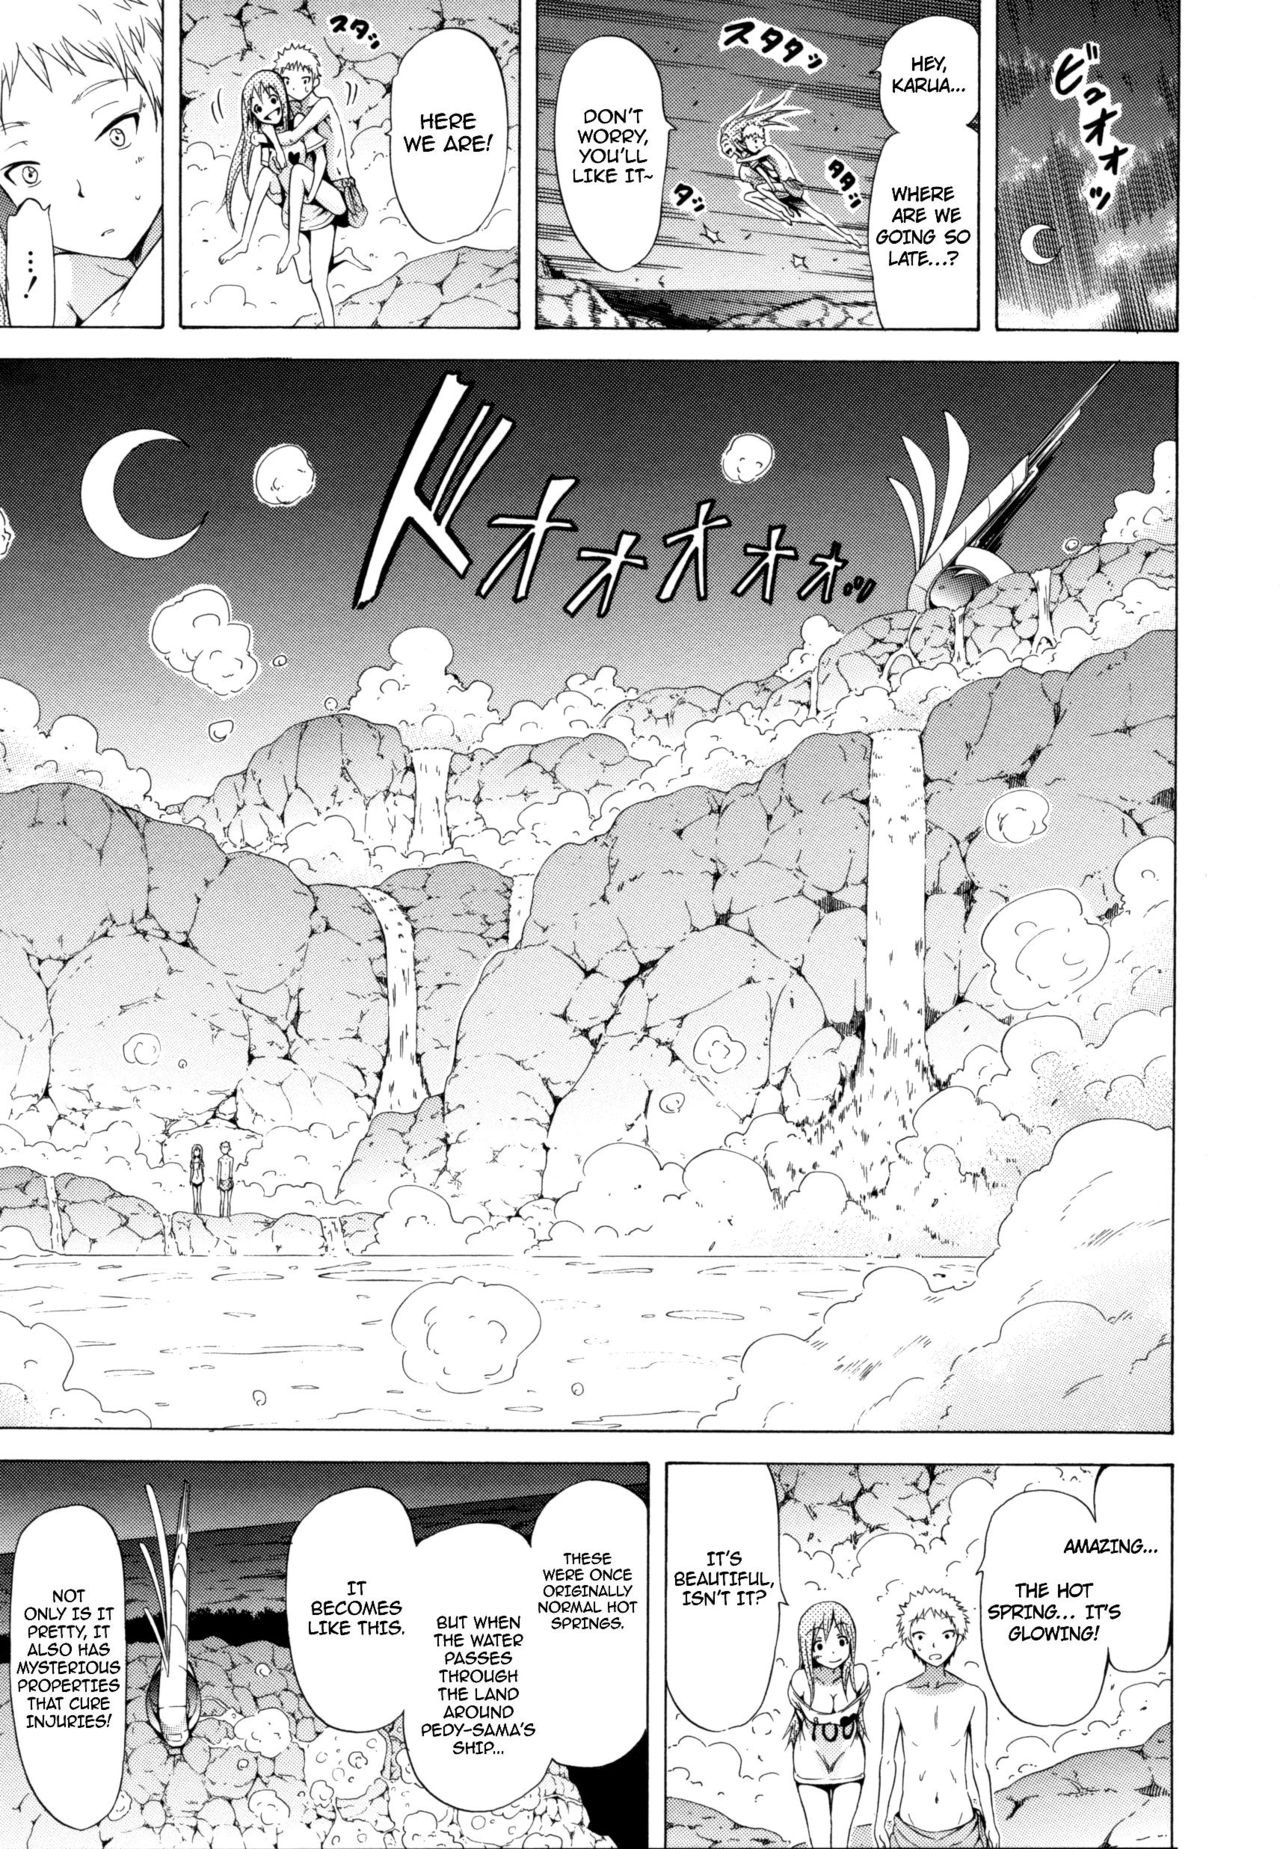 ビュオオッ
HEY,
KARUA...
WHERE
ARE WE
GOING SO
LATE...?
スタタッ
タタッ
タッ
DON'T
WORRY,
YOU'LL
LIKE IT~
スタッ
タッ
HERE
WE ARE!
...!
ドォオオオオォッ
AMAZING...
THE HOT
SPRING... IT'S
GLOWING!
IT'S
BEAUTIFUL,
ISN'T IT?
100
THESE
WERE ONCE
ORIGINALLY
NORMAL HOT
SPRINGS.
BUT WHEN
THE WATER
PASSES
THROUGH
THE LAND
AROUND
PEDY-SAMA'S
SHIP...
IT
BECOMES
LIKE THIS.
NOT
ONLY IS IT
PRETTY, IT
ALSO HAS
MYSTERIOUS
PROPERTIES
THAT CURE
INJURIES!